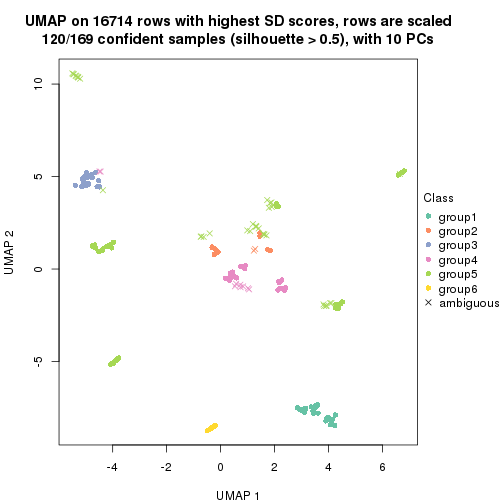 UMAP on 16714 rows with highest SD scores, rows are scaled
120/169 confident samples (silhouette > 0.5), with 10 PCs
10
5
0
-5
UMAP 2
-4
-2
0
2
4
6
UMAP 1
Class
group1
group2
group3
group4
group5
group6
ambiguous